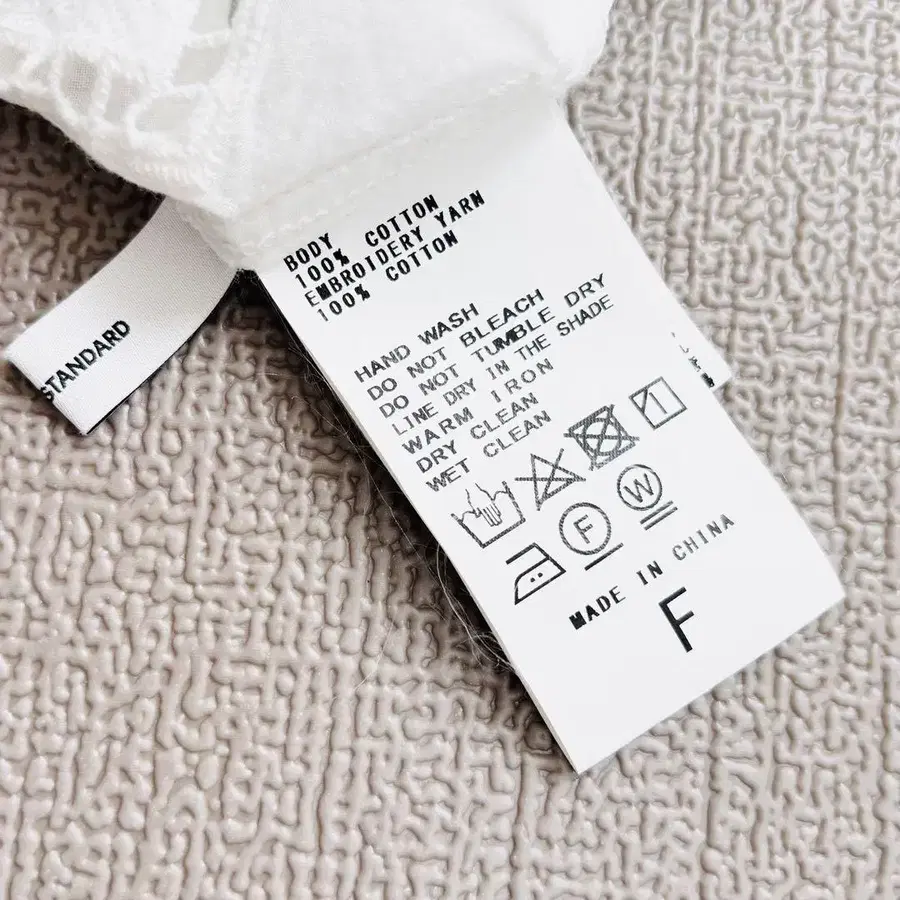 BODY
100% COTTON
EMBROIDERY YARN
100% COTTON
HAND WASH
DO NOT BLEACH
DO NOT TUMBLE DRY
LINE DRY IN THE SHADE
WARM IRON
DRY CLEAN
WET CLEAN
1
F
W
MADE IN CHINA
F
STANDARD